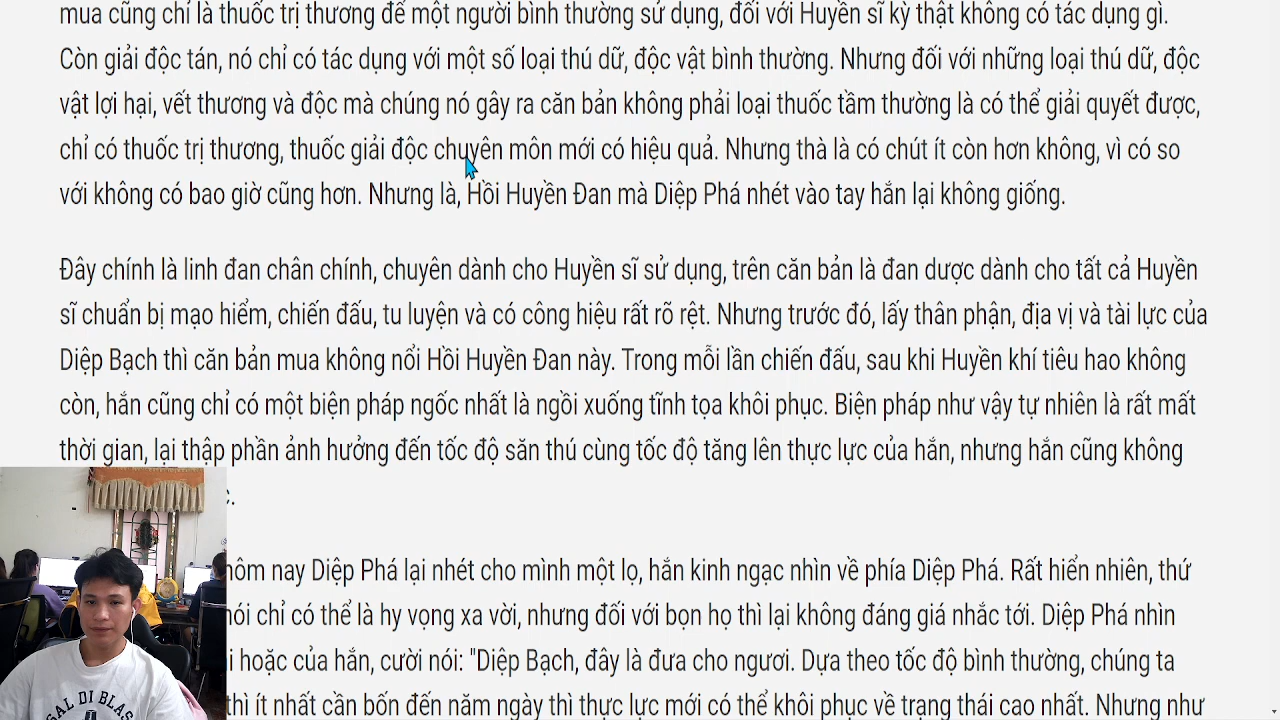 mua cũng chỉ là thuốc trị thương để một người bình thường sử dụng, đối với Huyền sĩ kỳ thật không có tác dụng gì.
Còn giải độc tán, nó chỉ có tác dụng với một số loại thú dữ, độc vật bình thường. Nhưng đối với những loại thú dữ, độc
vật lợi hại, vết thương và độc mà chúng nó gây ra căn bản không phải loại thuốc tầm thường là có thể giải quyết được,
chỉ có thuốc trị thương, thuốc giải độc chuyên môn mới có hiệu quả. Nhưng thà là có chút ít còn hơn không, vì có so
với không có bao giờ cũng hơn. Nhưng là, Hồi Huyền Đan mà Diệp Phá nhét vào tay hắn lại không giống.
Đây chính là linh đan chân chính, chuyên dành cho Huyền sĩ sử dụng, trên căn bản là đan dược dành cho tất cả Huyền
sĩ chuẩn bị mạo hiểm, chiến đấu, tu luyện và có công hiệu rất rõ rệt. Nhưng trước đó, lấy thân phận, địa vị và tài lực của
Diệp Bạch thì căn bản mua không nổi Hồi Huyền Đan này. Trong mỗi lần chiến đấu, sau khi Huyền khí tiêu hao không
còn, hắn cũng chỉ có một biện pháp ngốc nhất là ngồi xuống tĩnh tọa khôi phục. Biện pháp như vậy tự nhiên là rất mất
thời gian, lại thập phần ảnh hưởng đến tốc độ săn thú cùng tốc độ tăng lên thực lực của hắn, nhưng hắn cũng không
c.
hôm nay Diệp Phá lại nhét cho mình một lọ, hắn kinh ngạc nhìn về phía Diệp Phá. Rất hiển nhiên, thứ
nói chỉ có thể là hy vọng xa vời, nhưng đối với bọn họ thì lại không đáng giá nhắc tới. Diệp Phá nhìn
i hoặc của hắn, cười nói: "Diệp Bạch, đây là đưa cho ngươi. Dựa theo tốc độ bình thường, chúng ta
thì ít nhất cần bốn đến năm ngày thì thực lực mới có thể khôi phục về trạng thái cao nhất. Nhưng như